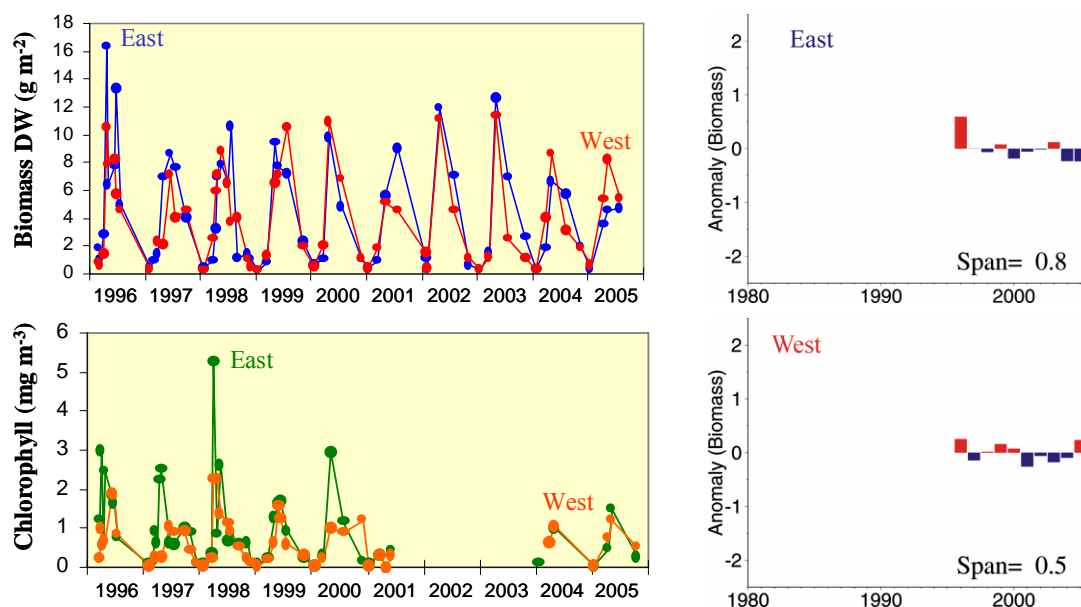 Biomass DW (g m-2)
18
16
14
12
10
8
6
4
2
0
East
West
1996 1997 1998 1999 2000 2001 2002 2003 2004 2005
Anomaly (Biomass)
2
1
0
-1
-2
East
Span= 0.8
1980 1990 2000
Chlorophyll (mg m-3)
6
5
4
3
2
1
0
East
West
1996 1997 1998 1999 2000 2001 2002 2003 2004 2005
Anomaly (Biomass)
2
1
0
-1
-2
West
Span= 0.5
1980 1990 2000